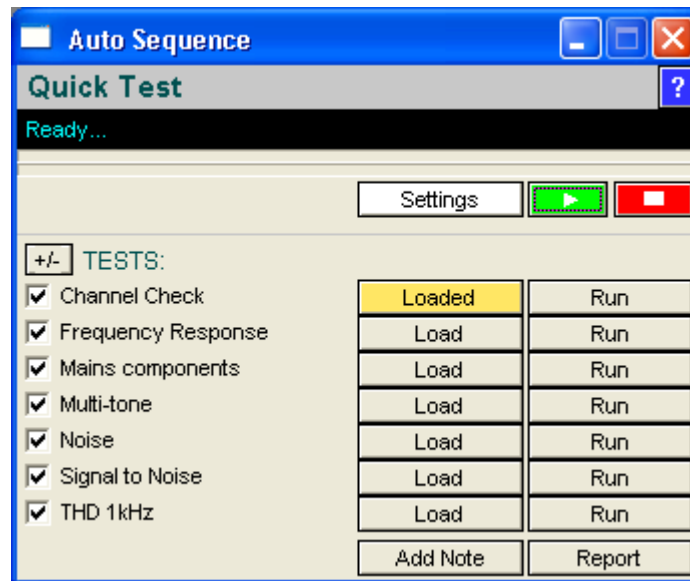 Auto Sequence
Quick Test ?
Ready...
Settings
+/- TESTS:
Channel Check Loaded Run
Frequency Response Load Run
Mains components Load Run
Multi-tone Load Run
Noise Load Run
Signal to Noise Load Run
THD 1kHz Load Run
Add Note Report